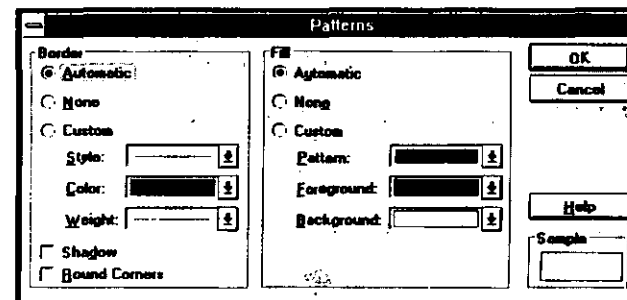 Patterns
Border
Automatic
None
Custom
Style:
Color:
Weight:
Shadow
Round Corners
Fill
Automatic
None
Custom
Pattern:
Foreground:
Background:
OK
Cancel
Help
Sample